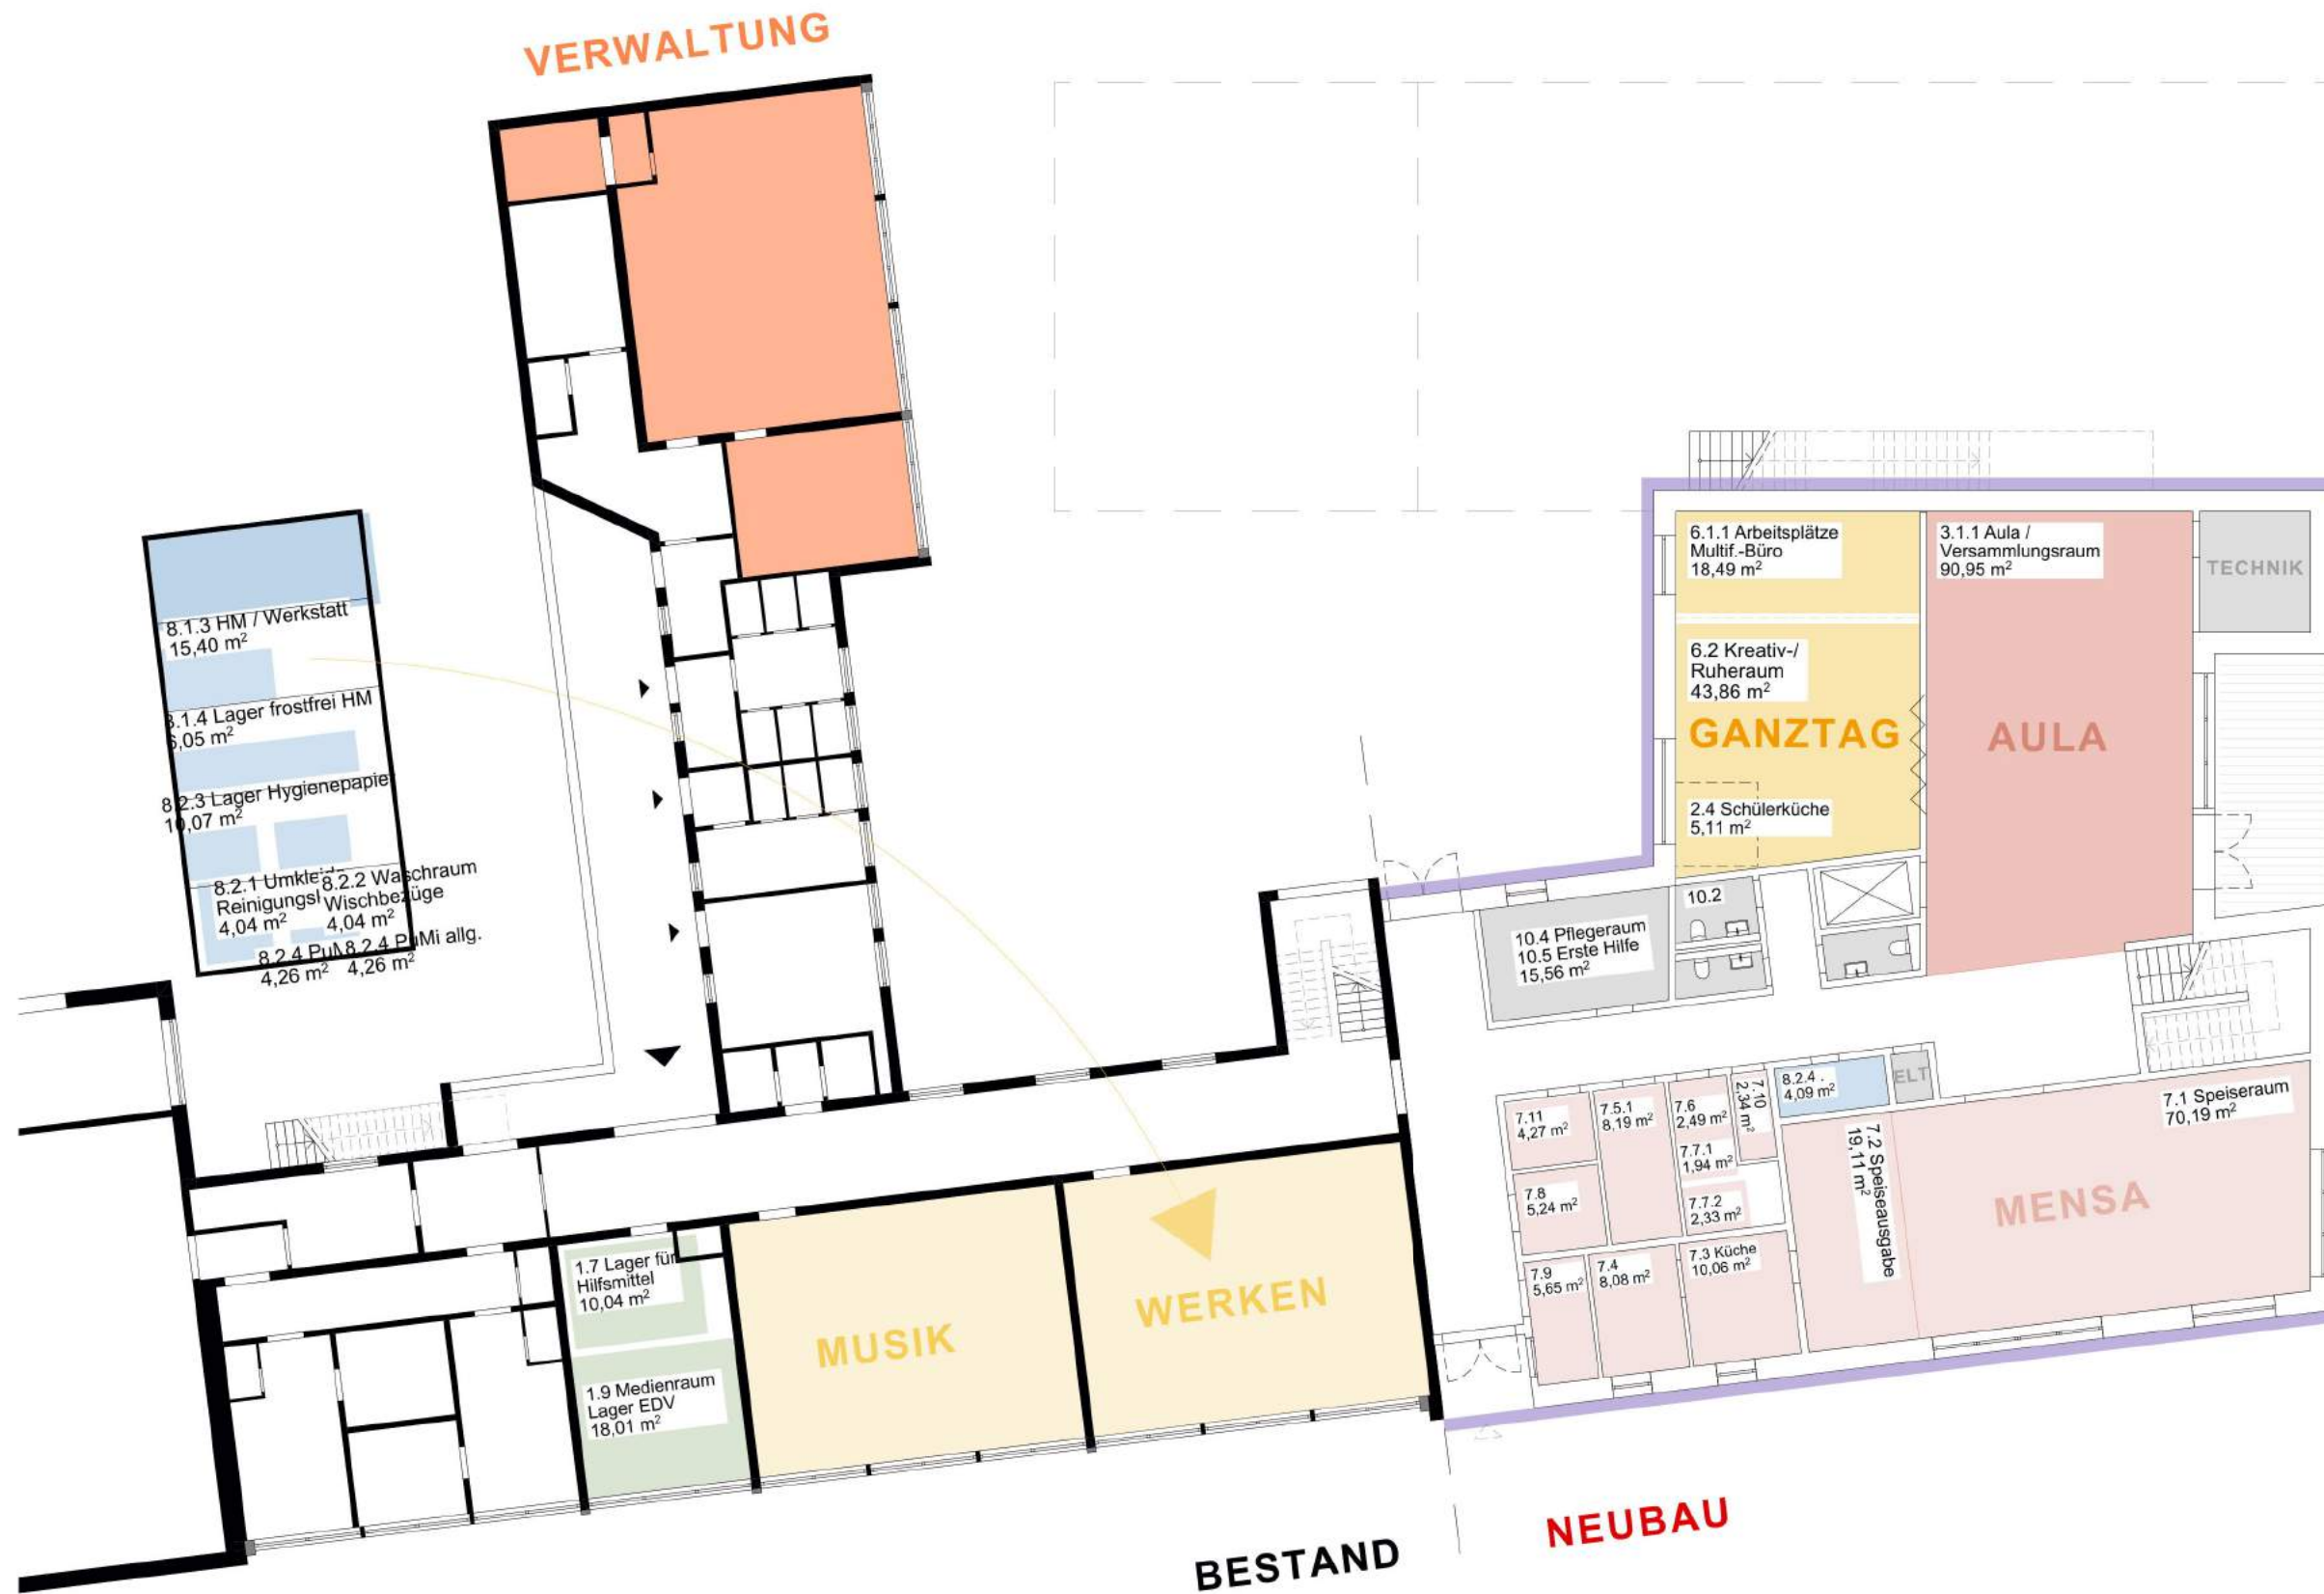 VERWALTUNG
8.1.3 HM / Werkstatt
15,40 m²
8.1.4 Lager frostfrei HM
6,05 m²
8.2.3 Lager Hygienepapier
10,07 m²
8.2.1 Umkleide
Reinigungsl
4,04 m²
8.2.2 Waschraum
Wischbezüge
4,04 m²
8.2.4 PuM
4,26 m²
8.2.4 PuMi allg.
4,26 m²
6.1.1 Arbeitsplätze
Multif.-Büro
18,49 m²
3.1.1 Aula /
Versammlungsraum
90,95 m²
TECHNIK
6.2 Kreativ-/
Ruheraum
43,86 m²
GANZTAG
AULA
2.4 Schülerküche
5,11 m²
10.2
10.4 Pflegeraum
10.5 Erste Hilfe
15,56 m²
7.11
4,27 m²
7.5.1
8,19 m²
7.6
2,49 m²
7.10
2,34 m²
8.2.4 .
4,09 m²
ELT
7.1 Speiseraum
70,19 m²
7.7.1
1,94 m²
7.2 Speiseausgabe
19,11 m²
7.8
5,24 m²
7.7.2
2,33 m²
MENSA
7.9
5,65 m²
7.4
8,08 m²
7.3 Küche
10,06 m²
1.7 Lager für
Hilfsmittel
10,04 m²
1.9 Medienraum
Lager EDV
18,01 m²
MUSIK
WERKEN
BESTAND
NEUBAU